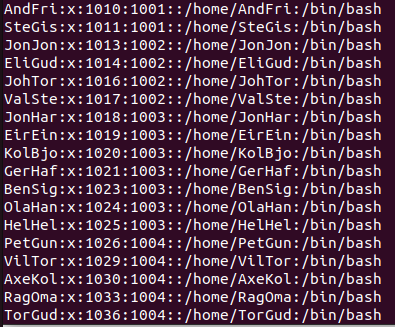 AndFri:x:1010:1001::/home/AndFri:/bin/bash
SteGis:x:1011:1001::/home/SteGis:/bin/bash
JonJon:x:1013:1002::/home/JonJon:/bin/bash
EliGud:x:1014:1002::/home/EliGud:/bin/bash
JohTor:x:1016:1002::/home/JohTor:/bin/bash
ValSte:x:1017:1002::/home/ValSte:/bin/bash
JonHar:x:1018:1003::/home/JonHar:/bin/bash
EirEin:x:1019:1003::/home/EirEin:/bin/bash
KolBjo:x:1020:1003::/home/KolBjo:/bin/bash
GerHaf:x:1021:1003::/home/GerHaf:/bin/bash
BenSig:x:1023:1003::/home/BenSig:/bin/bash
OlaHan:x:1024:1003::/home/OlaHan:/bin/bash
HelHel:x:1025:1003::/home/HelHel:/bin/bash
PetGun:x:1026:1004::/home/PetGun:/bin/bash
VilTor:x:1029:1004::/home/VilTor:/bin/bash
AxeKol:x:1030:1004::/home/AxeKol:/bin/bash
RagOma:x:1033:1004::/home/RagOma:/bin/bash
TorGud:x:1036:1004::/home/TorGud:/bin/bash